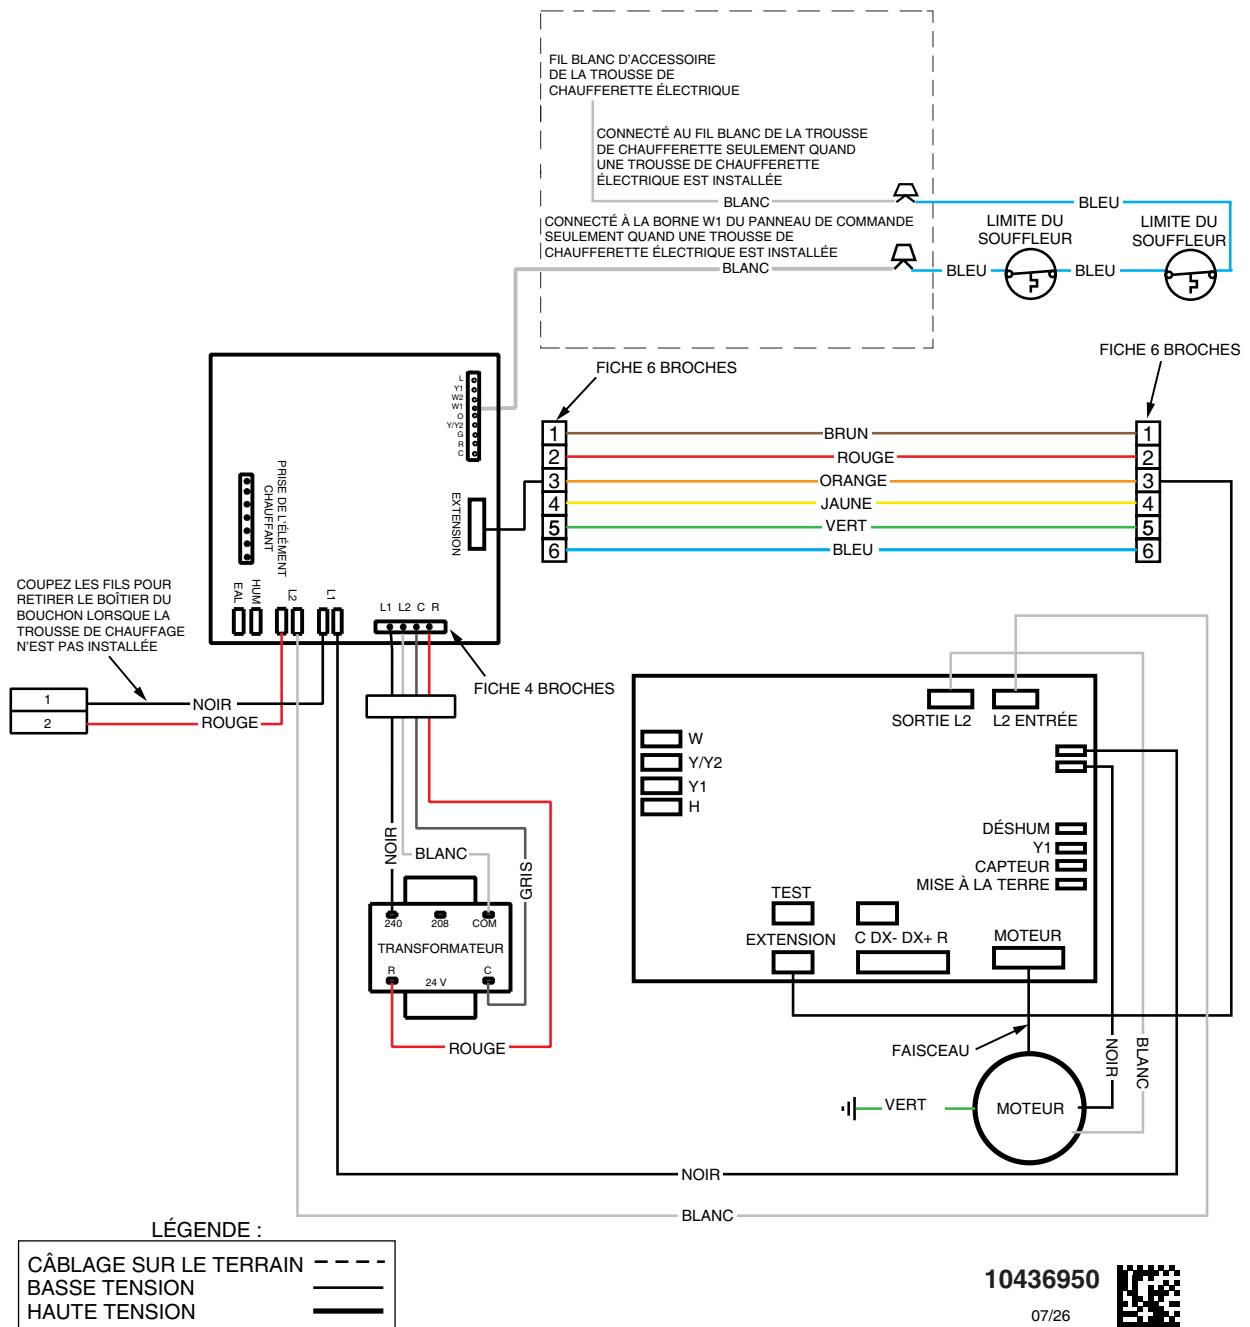 FIL BLANC D'ACCESSOIRE
DE LA TROUSSE DE
CHAUFFERETTE ÉLECTRIQUE
CONNECTÉ AU FIL BLANC DE LA TROUSSE
DE CHAUFFERETTE SEULEMENT QUAND
UNE TROUSSE DE CHAUFFERETTE
ÉLECTRIQUE EST INSTALLÉE
BLANC
BLEU
CONNECTÉ À LA BORNE W1 DU PANNEAU DE COMMANDE
SEULEMENT QUAND UNE TROUSSE DE
CHAUFFERETTE ÉLECTRIQUE EST INSTALLÉE
BLANC
LIMITE DU
SOUFFLEUR
LIMITE DU
SOUFFLEUR
BLEU
BLEU
FICHE 6 BROCHES
FICHE 6 BROCHES
L
Y1
W2
W1
O
Y/Y2
G
R
C
1 BRUN 1
2 ROUGE 2
3 ORANGE 3
4 JAUNE 4
5 VERT 5
6 BLEU 6
PRISE DE L'ÉLÉMENT
CHAUFFANT
EXTENSION
COUPEZ LES FILS POUR
RETIRER LE BOÎTIER DU
BOUCHON LORSQUE LA
TROUSSE DE CHAUFFAGE
N'EST PAS INSTALLÉE
EAL
HUM
L2
L1
L1 L2 C R
FICHE 4 BROCHES
1
NOIR
2
ROUGE
SORTIE L2
L2 ENTRÉE
W
Y/Y2
Y1
H
NOIR
BLANC
GRIS
240
208
COM
TRANSFORMATEUR
R
24 V
C
ROUGE
DÉSHUM
Y1
CAPTEUR
MISE À LA TERRE
TEST
EXTENSION
C DX- DX+ R
MOTEUR
FAISCEAU
NOIR
BLANC
VERT
MOTEUR
NOIR
BLANC
LÉGENDE :
CÂBLAGE SUR LE TERRAIN
BASSE TENSION
HAUTE TENSION
10436950
07/26